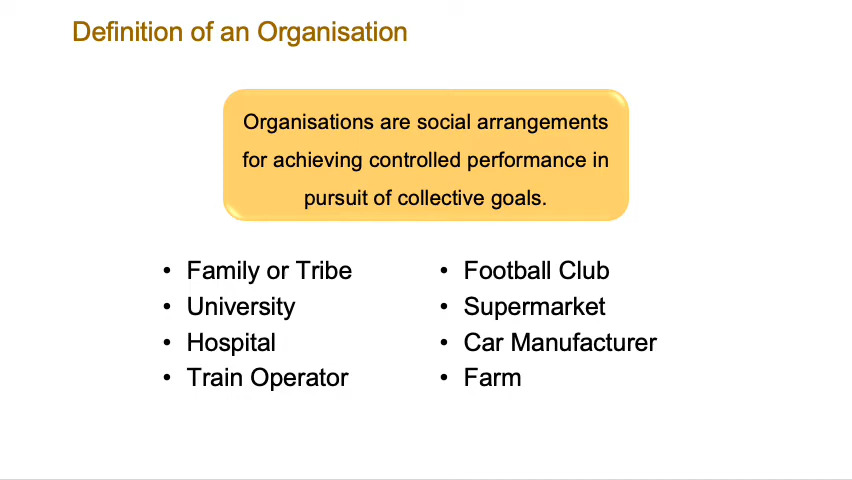 Definition of an Organisation
Organisations are social arrangements
for achieving controlled performance in
pursuit of collective goals.
• Family or Tribe
• University
• Hospital
• Train Operator
• Football Club
• Supermarket
• Car Manufacturer
• Farm